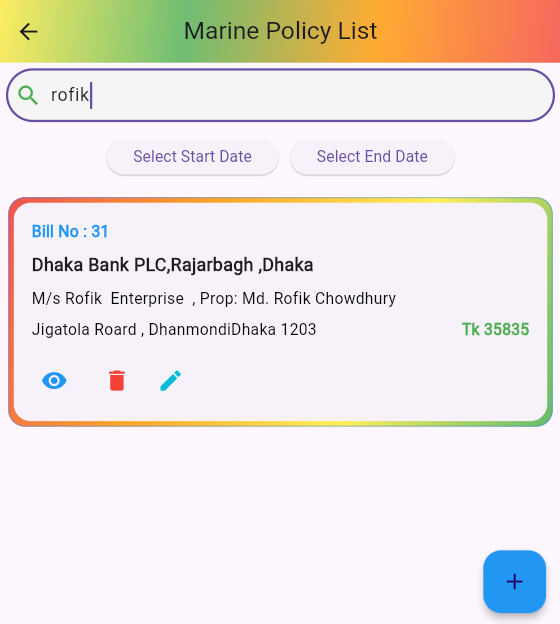 Marine Policy List
rofik
Select Start Date Select End Date
Bill No : 31
Dhaka Bank PLC,Rajarbagh ,Dhaka
M/s Rofik  Enterprise  , Prop: Md. Rofik Chowdhury
Jigatola Roard , DhanmondiDhaka 1203 Tk 35835